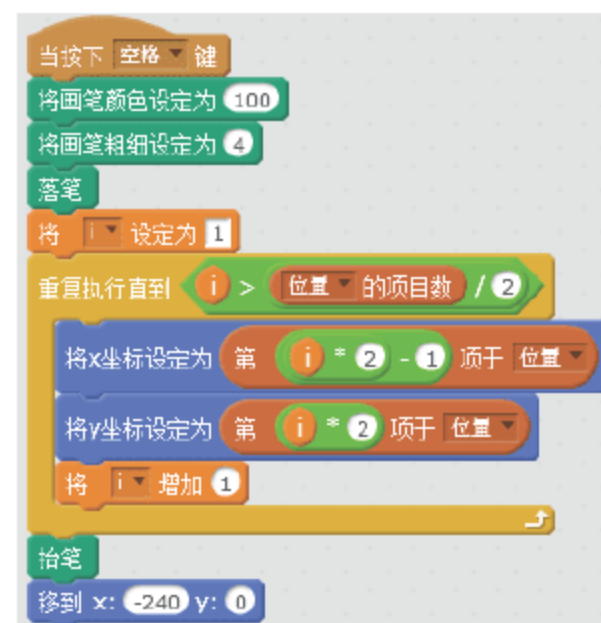 当按下 空格 键
将画笔颜色设定为 100
将画笔粗细设定为 4
落笔
将 i 设定为 1
重复执行直到 i > 位置 的项目数 / 2
将x坐标设定为 第 i * 2 - 1 项于 位置
将y坐标设定为 第 i * 2 项于 位置
将 i 增加 1
抬笔
移到 x: -240 y: 0